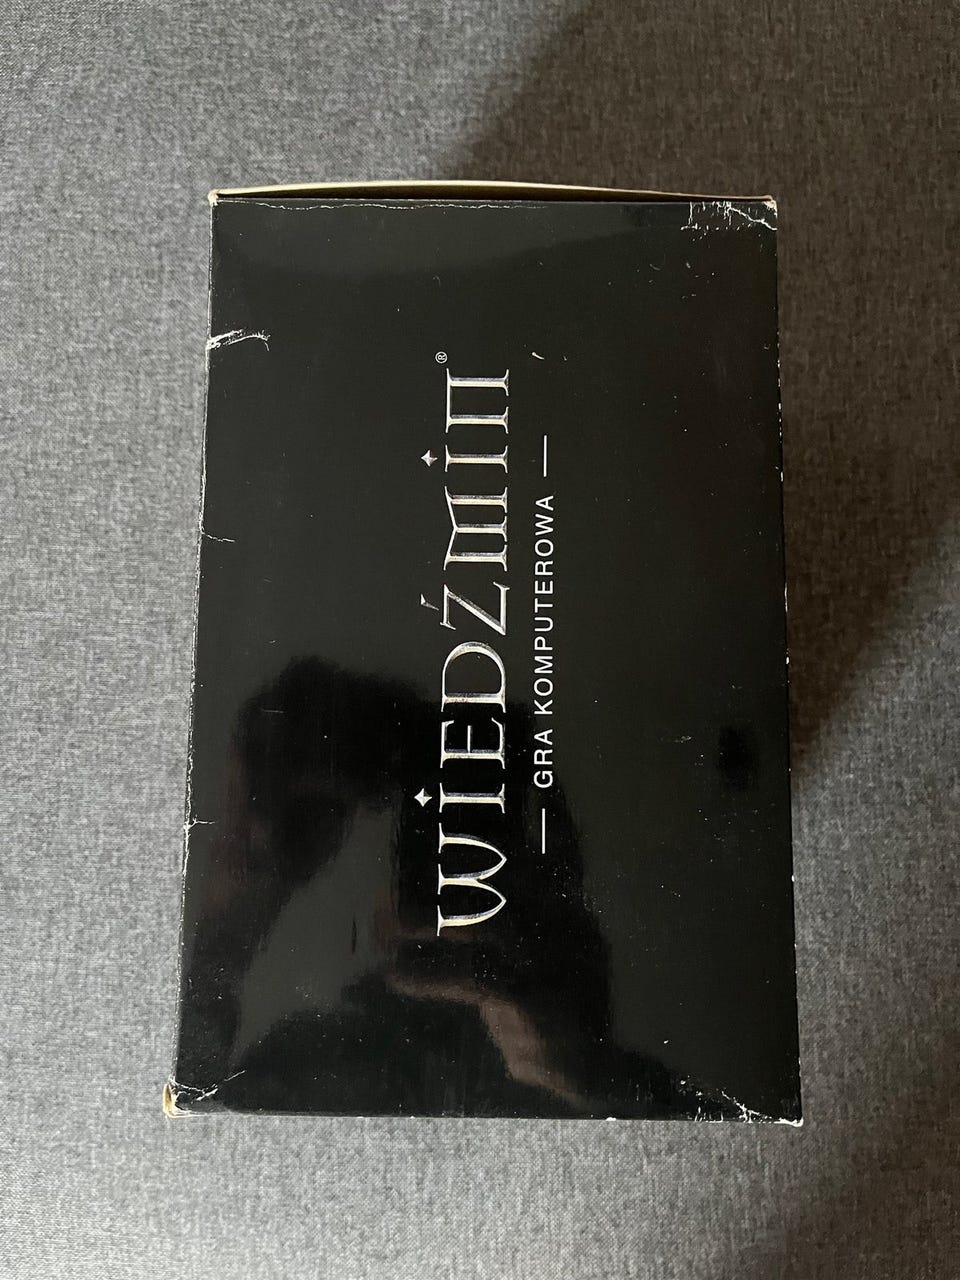 WIEDŹMIN®
— GRA KOMPUTEROWA —